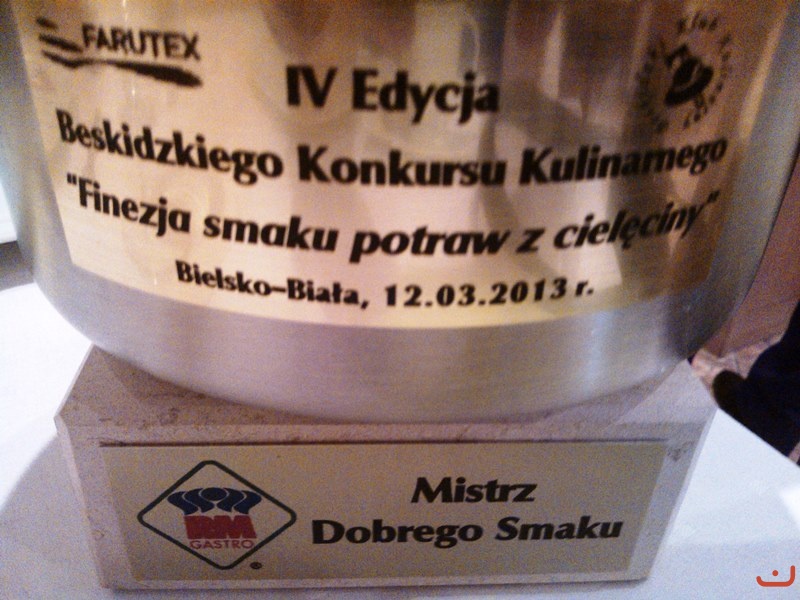 FARUTEX
IV Edycja
Beskidzkiego Konkursu Kulinarnego
"Finezja smaku potraw z cielęciny"
Bielsko-Biała, 12.03.2013 r.
RM
GASTRO
Mistrz
Dobrego Smaku